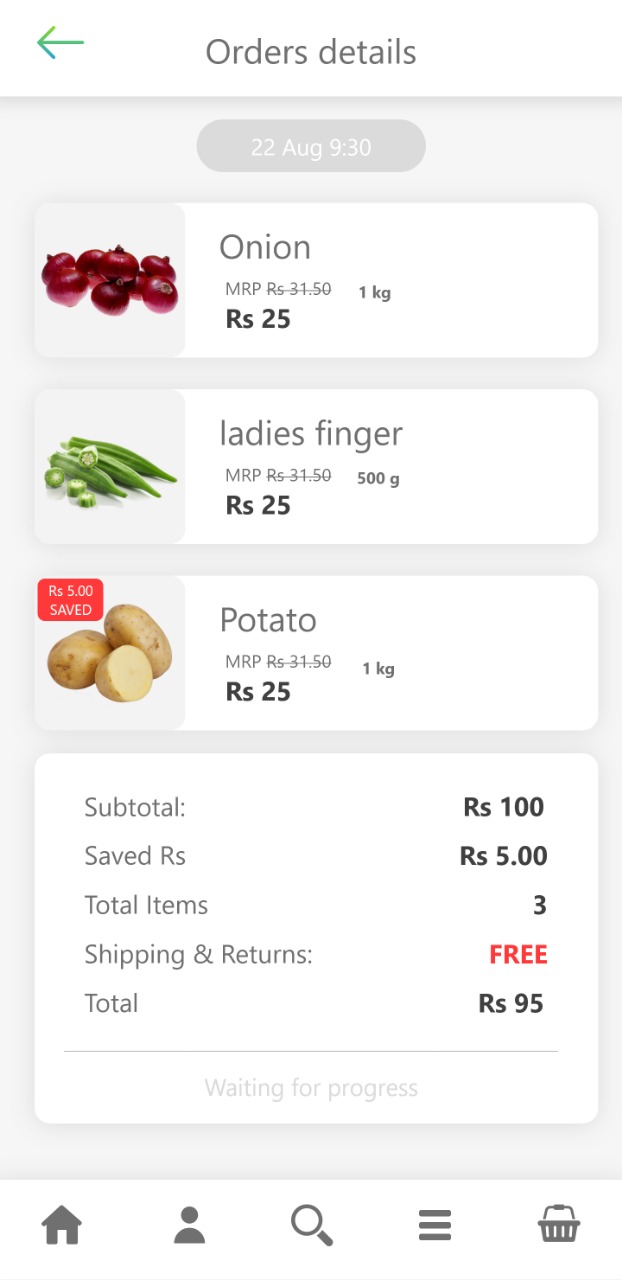 Orders details
22 Aug 9:30
Onion
MRP Rs 31.50 1 kg
Rs 25
ladies finger
MRP Rs 31.50 500 g
Rs 25
Rs 5.00
SAVED
Potato
MRP Rs 31.50 1 kg
Rs 25
Subtotal: Rs 100
Saved Rs Rs 5.00
Total Items 3
Shipping & Returns: FREE
Total Rs 95
Waiting for progress